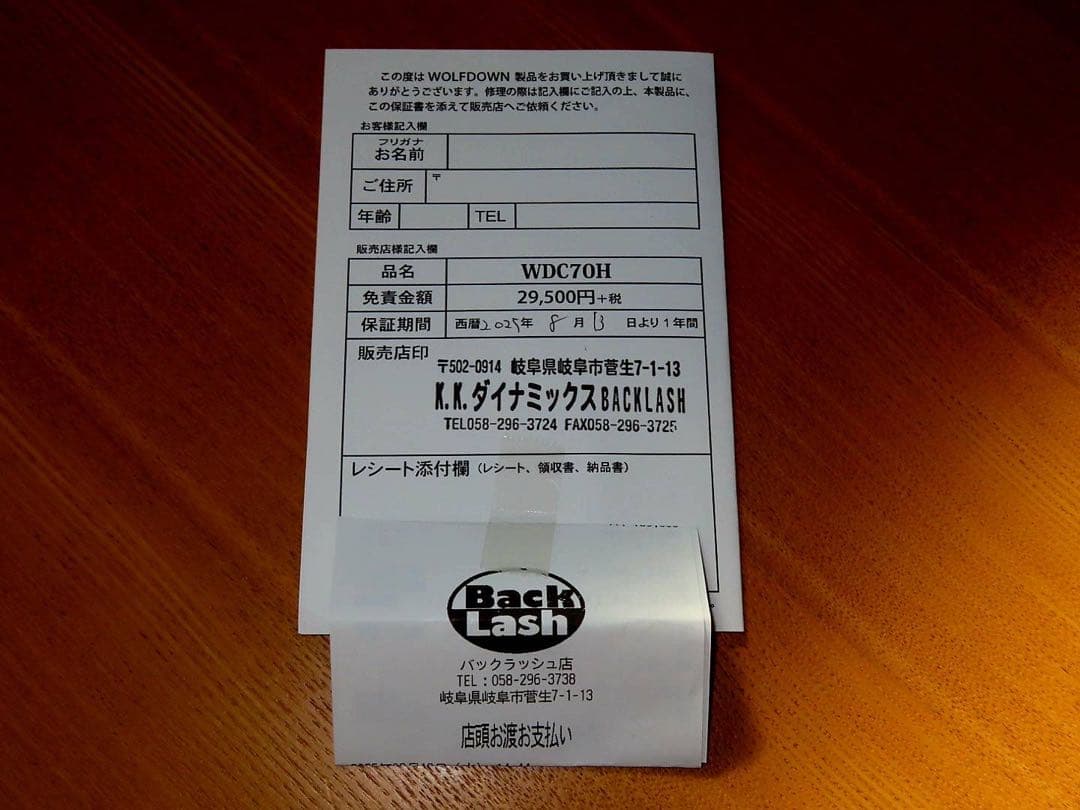 この度は WOLFDOWN 製品をお買い上げ頂きまして誠に
ありがとうございます。修理の際は記入欄にご記入の上、本製品に、
この保証書を添えて販売店へご依頼ください。
お客様記入欄
フリガナ
お名前
ご住所 〒
年齢 TEL
販売店様記入欄
品名 WDC70H
免責金額 29,500円+税
保証期間 西暦2025年 8月13日より1年間
販売店印
〒502-0914 岐阜県岐阜市菅生7-1-13
K.K.ダイナミックスBACKLASH
TEL058-296-3724 FAX058-296-3725
レシート添付欄(レシート、領収書、納品書)
Back
Lash
バックラッシュ店
TEL:058-296-3738
岐阜県岐阜市菅生7-1-13
店頭お渡お支払い